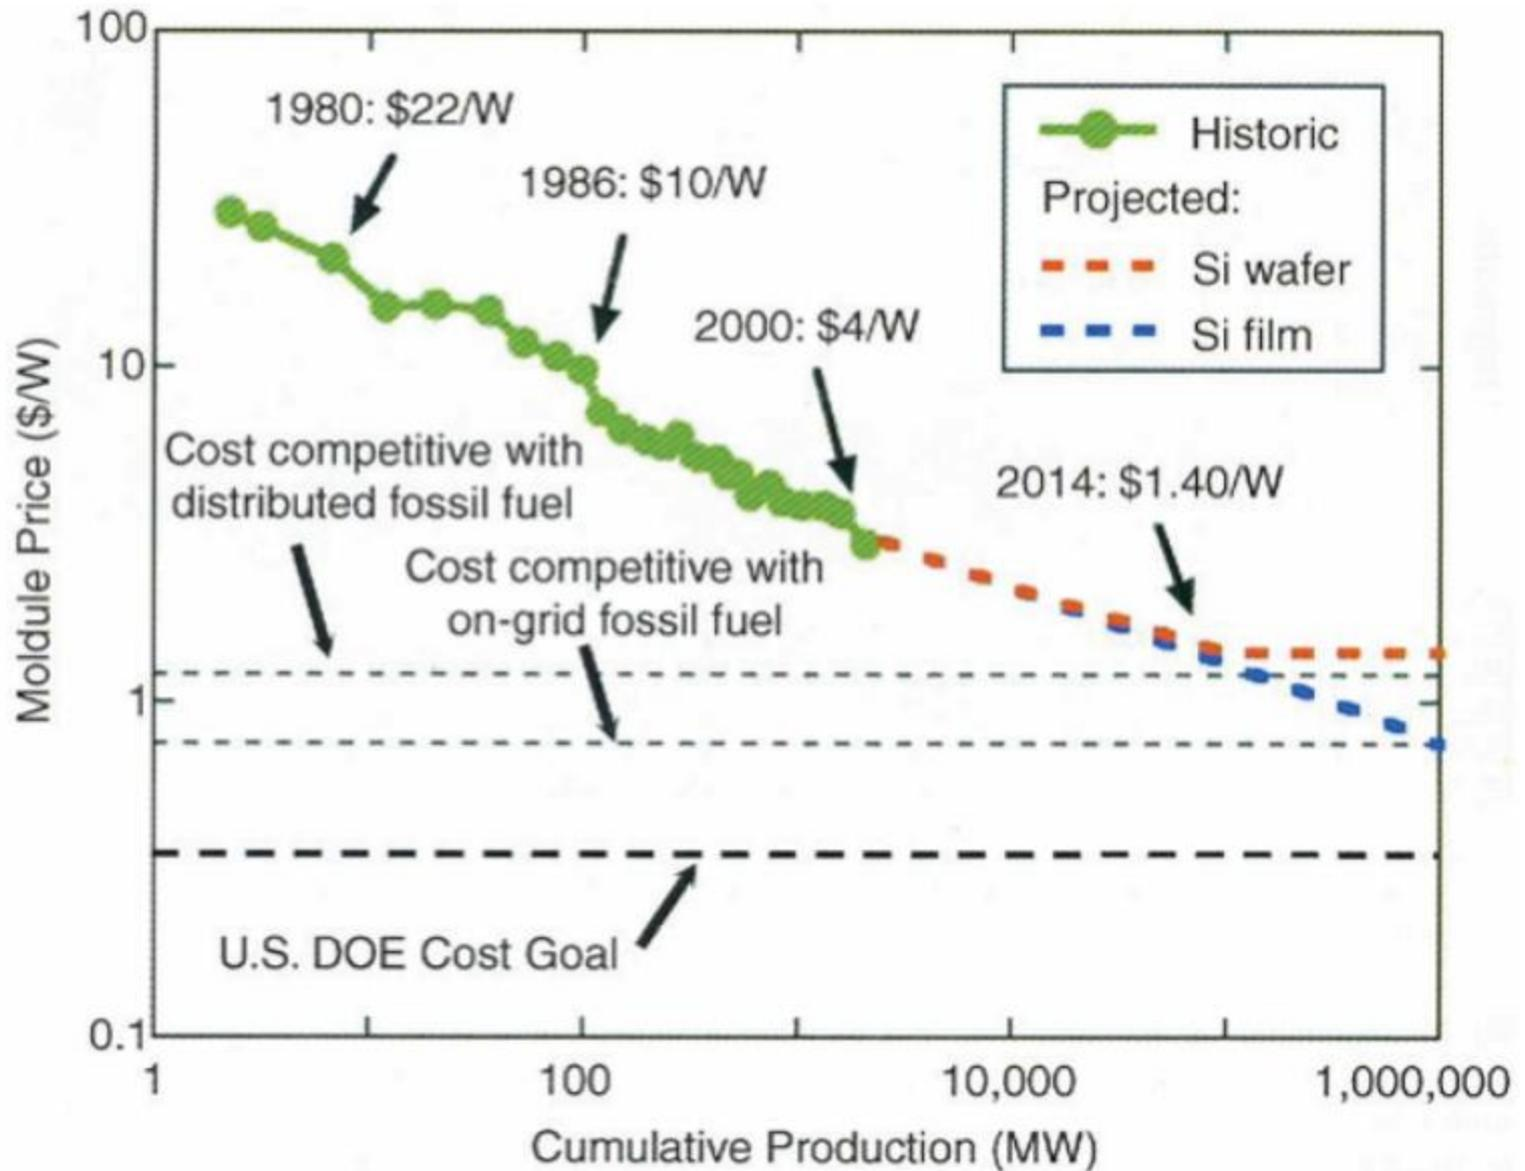 100
1980: $22/W
1986: $10/W
Historic
Projected:
Si wafer
Si film
2000: $4/W
10
Cost competitive with
distributed fossil fuel
2014: $1.40/W
Cost competitive with
on-grid fossil fuel
1
U.S. DOE Cost Goal
0.1
1
100
10,000
1,000,000
Cumulative Production (MW)
Moldule Price ($/W)